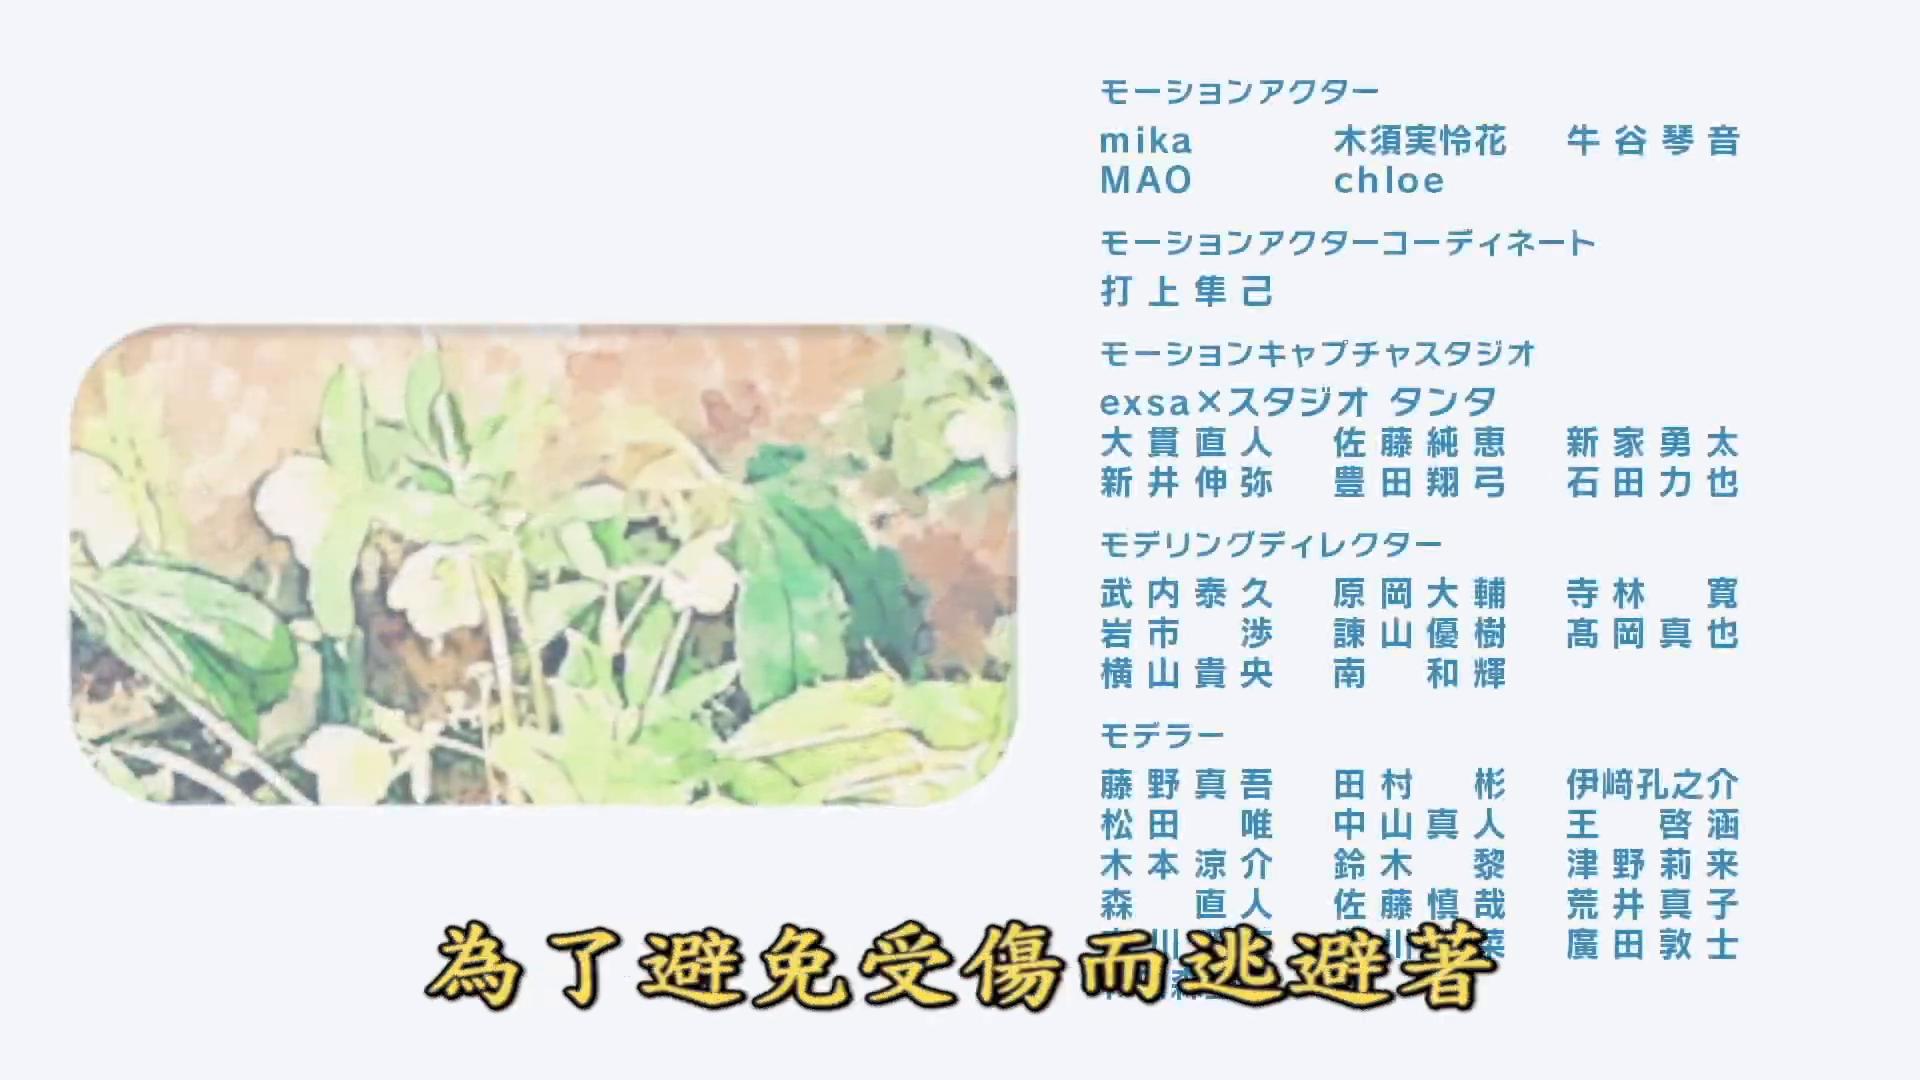 モーションアクター
mika 木須実怜花 牛谷琴音
MAO chloe
モーションアクターコーディネート
打上隼己
モーションキャプチャスタジオ
exsa×スタジオ タンタ
大貫直人 佐藤純恵 新家勇太
新井伸弥 豊田翔弓 石田力也
モデリングディレクター
武内泰久 原岡大輔 寺林 寛
岩市 渉 諌山優樹 髙岡真也
横山貴央 南 和輝
モデラー
藤野真吾 田村 彬 伊﨑孔之介
松田 唯 中山真人 王 啓涵
木本涼介 鈴木 黎 津野莉来
森 直人 佐藤慎哉 荒井真子
廣田敦士
為了避免受傷而逃避著